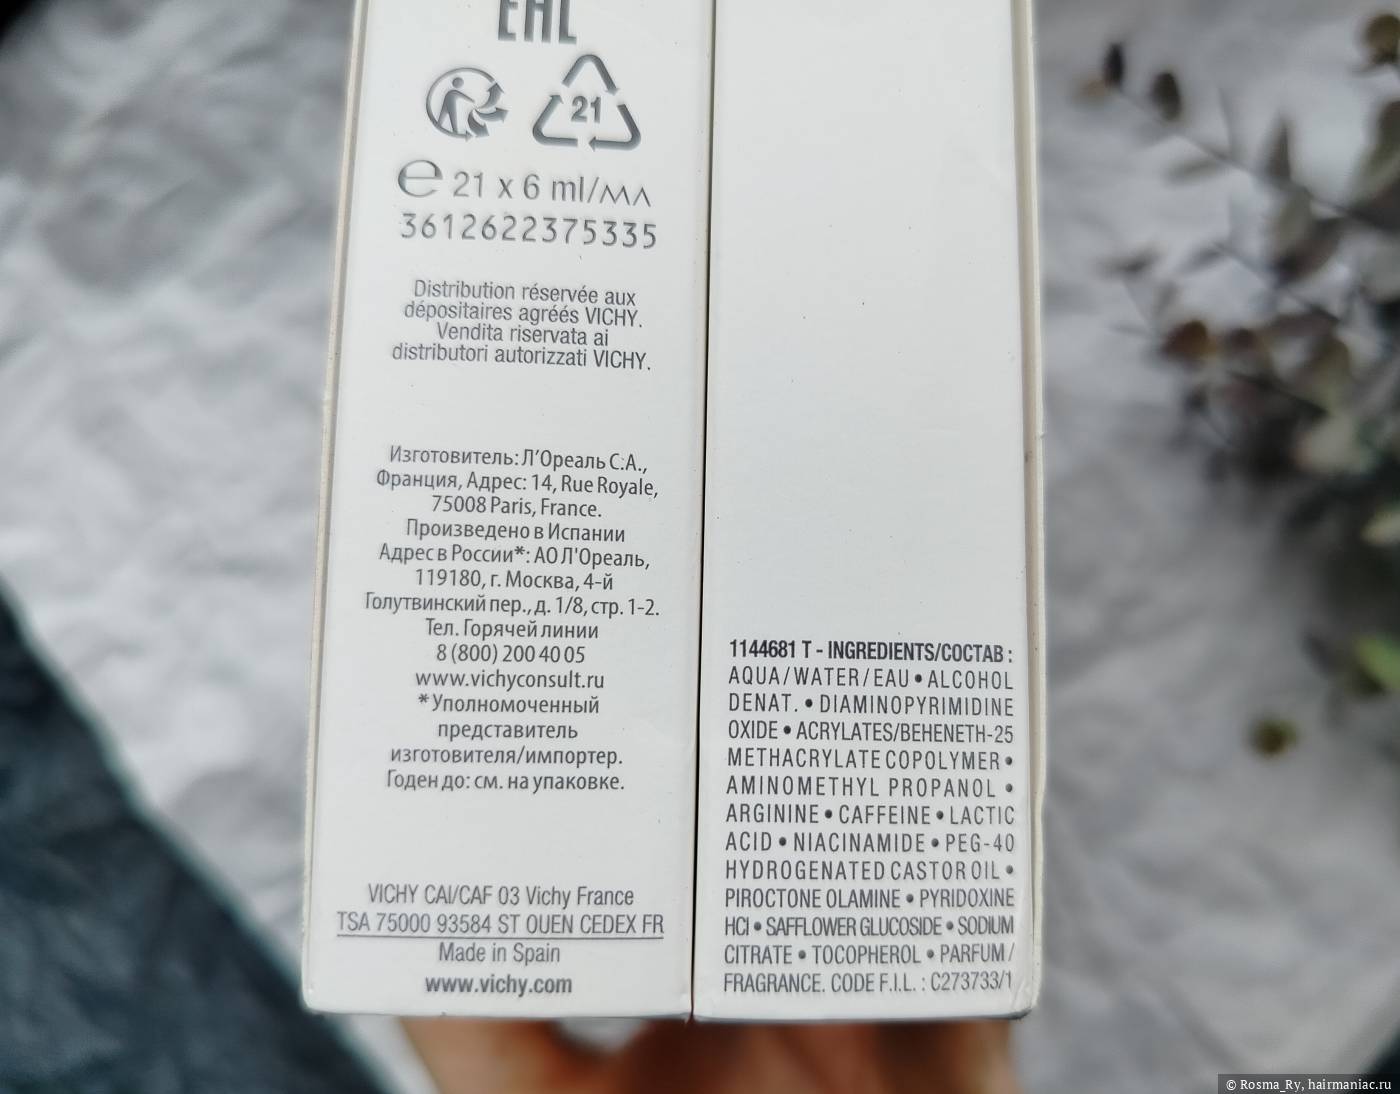 EAC
21
e 21 x 6 ml/мл
3612622375335
Distribution réservée aux
dépositaires agréés VICHY.
Vendita riservata ai
distributori autorizzati VICHY.
Изготовитель: Л'Ореаль С.А.,
Франция, Адрес: 14, Rue Royale,
75008 Paris, France.
Произведено в Испании
Адрес в России*: АО Л'Ореаль,
119180, г. Москва, 4-й
Голутвинский пер., д. 1/8, стр. 1-2.
Тел. Горячей линии
8 (800) 200 40 05
www.vichyconsult.ru
*Уполномоченный
представитель
изготовителя/импортер.
Годен до: см. на упаковке.
VICHY CAI/CAF 03 Vichy France
TSA 75000 93584 ST OUEN CEDEX FR
Made in Spain
www.vichy.com
1144681 T - INGREDIENTS/СОСТАВ :
AQUA / WATER / EAU • ALCOHOL
DENAT. • DIAMINOPYRIMIDINE
OXIDE • ACRYLATES/BEHENETH-25
METHACRYLATE COPOLYMER •
AMINOMETHYL PROPANOL •
ARGININE • CAFFEINE • LACTIC
ACID • NIACINAMIDE • PEG-40
HYDROGENATED CASTOR OIL •
PIROCTONE OLAMINE • PYRIDOXINE
HCI • SAFFLOWER GLUCOSIDE • SODIUM
CITRATE • TOCOPHEROL • PARFUM /
FRAGRANCE. CODE F.I.L. : C273733/1
© Rosma_Ry, hairmaniac.ru